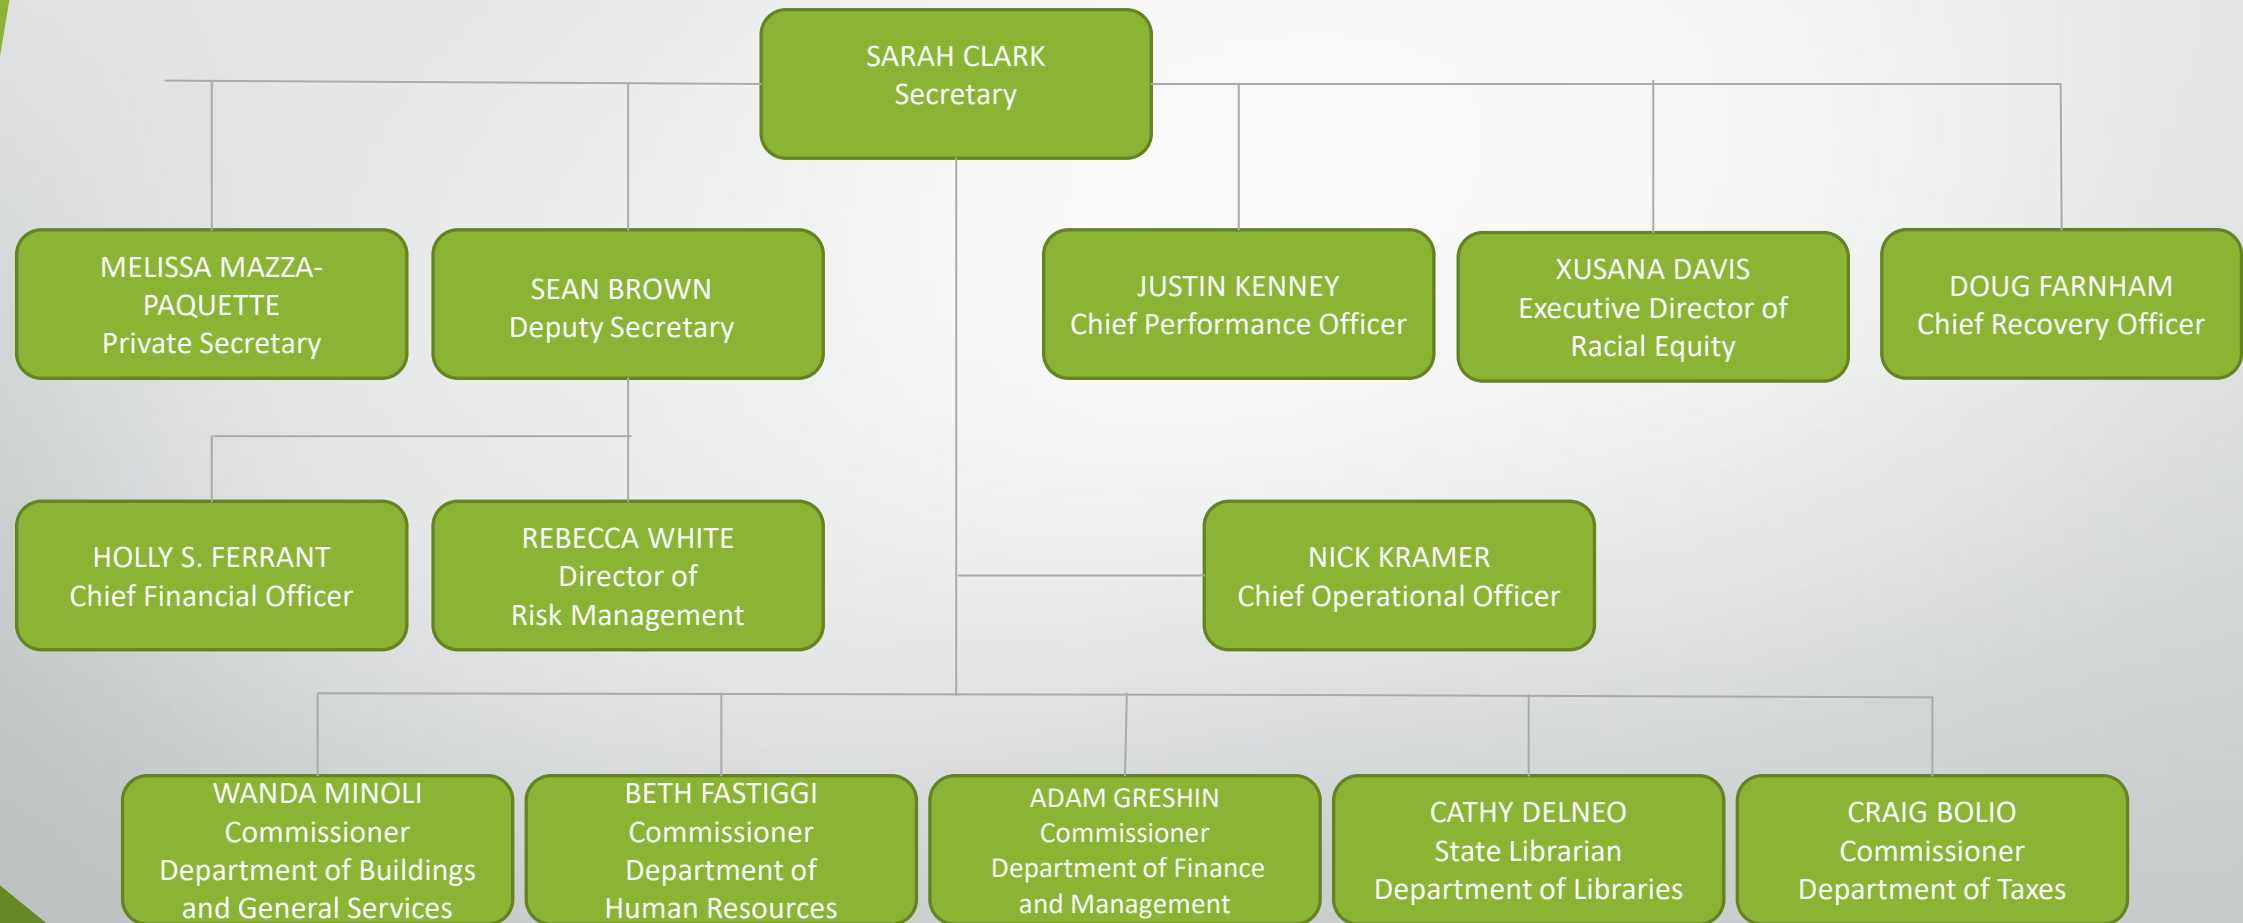 SARAH CLARK
Secretary
MELISSA MAZZA-
PAQUETTE
Private Secretary
SEAN BROWN
Deputy Secretary
JUSTIN KENNEY
Chief Performance Officer
XUSANA DAVIS
Executive Director of
Racial Equity
DOUG FARNHAM
Chief Recovery Officer
HOLLY S. FERRANT
Chief Financial Officer
REBECCA WHITE
Director of
Risk Management
NICK KRAMER
Chief Operational Officer
WANDA MINOLI
Commissioner
Department of Buildings
and General Services
BETH FASTIGGI
Commissioner
Department of
Human Resources
ADAM GRESHIN
Commissioner
Department of Finance
and Management
CATHY DELNEO
State Librarian
Department of Libraries
CRAIG BOLIO
Commissioner
Department of Taxes